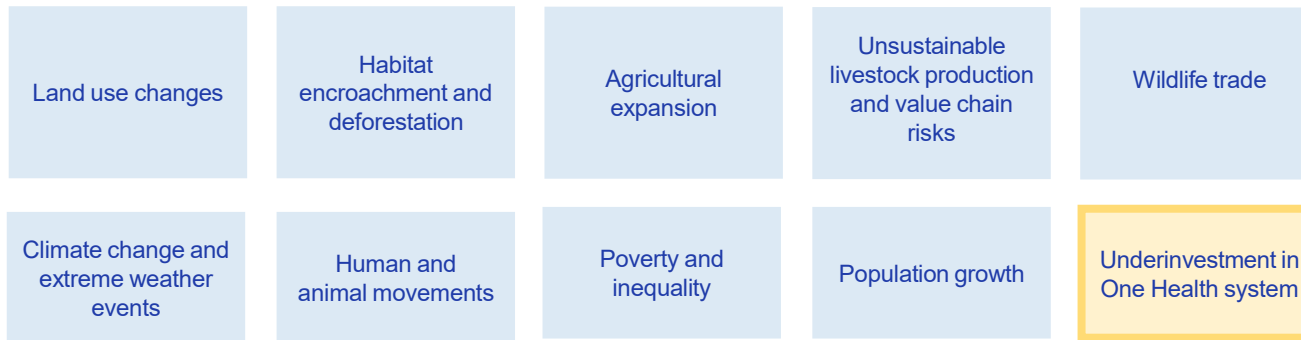 Land use changes
Habitat
encroachment and
deforestation
Agricultural
expansion
Unsustainable
livestock production
and value chain
risks
Wildlife trade
Climate change and
extreme weather
events
Human and
animal movements
Poverty and
inequality
Population growth
Underinvestment in
One Health system